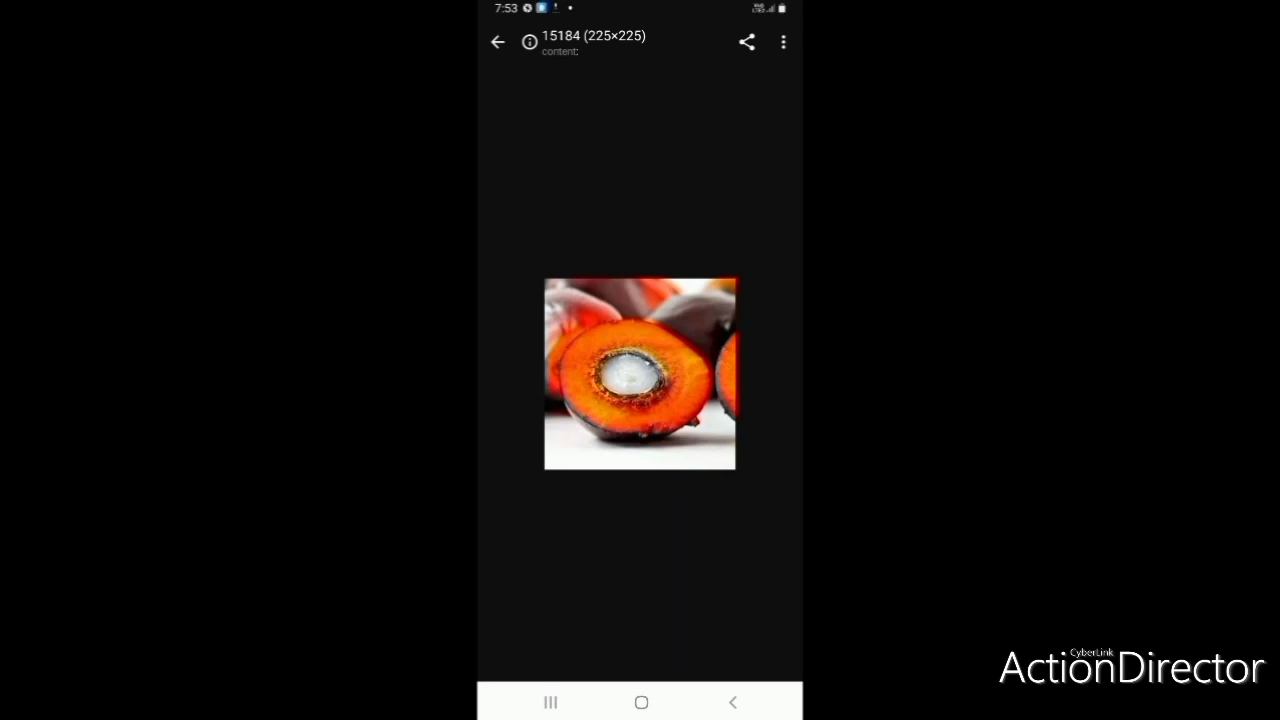 7:53
15184 (225×225)
content:
CyberLink
ActionDirector